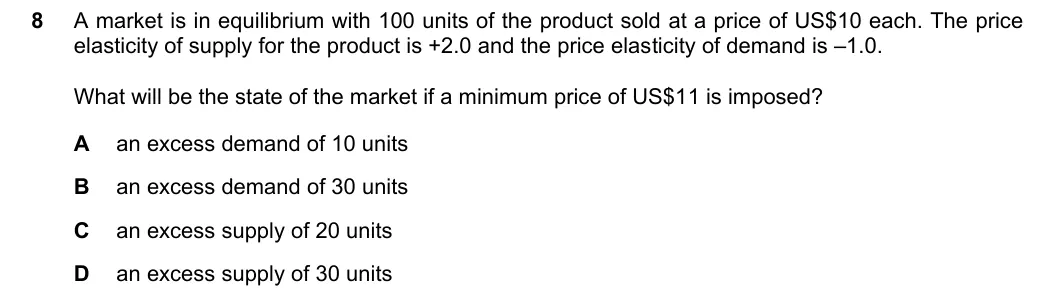 8 A market is in equilibrium with 100 units of the product sold at a price of US$10 each. The price
elasticity of supply for the product is +2.0 and the price elasticity of demand is –1.0.
What will be the state of the market if a minimum price of US$11 is imposed?
A an excess demand of 10 units
B an excess demand of 30 units
C an excess supply of 20 units
D an excess supply of 30 units